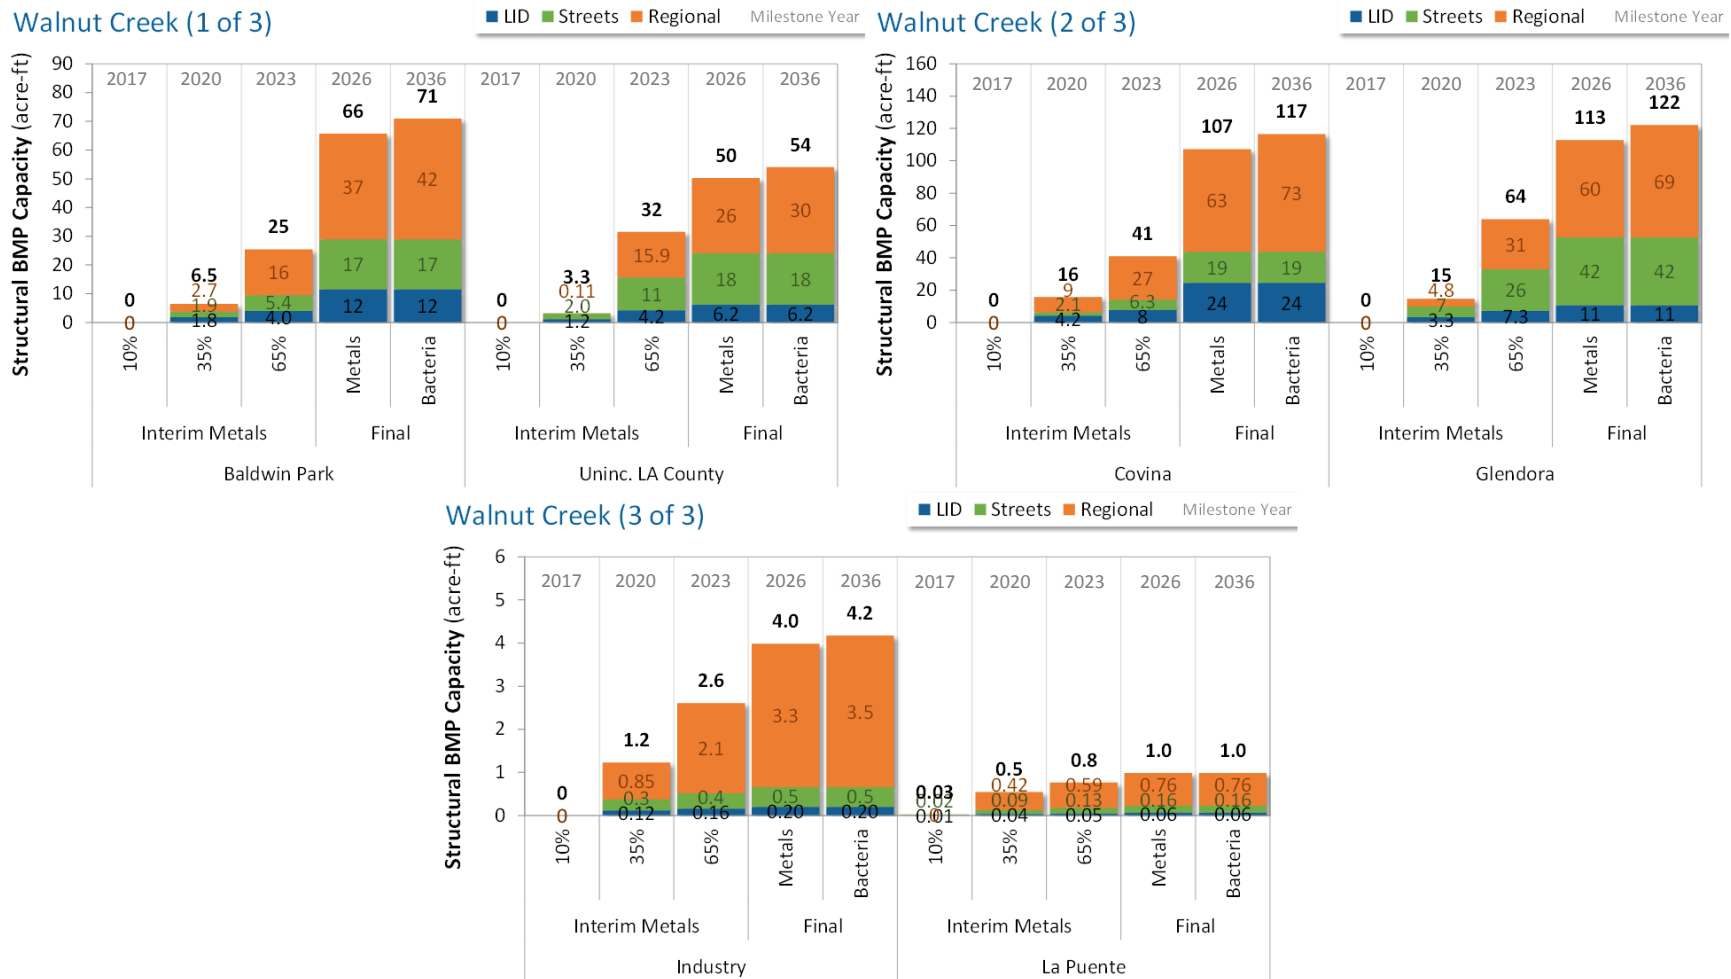 Walnut Creek (1 of 3)
LID Streets Regional Milestone Year
Structural BMP Capacity (acre-ft)
90
80
70
60
50
40
30
20
10
0
2017 2020 2023 2026 2036 2017 2020 2023 2026 2036
0 6.5 25 66 71 0 3.3 32 50 54
0 2.7 16 37 42 0 0.11 15.9 26 30
1.9 5.4 17 17 2.0 11 18 18
1.8 4.0 12 12 1.2 4.2 6.2 6.2
10% 35% 65% Metals Bacteria 10% 35% 65% Metals Bacteria
Interim Metals Final Interim Metals Final
Baldwin Park Uninc. LA County
Walnut Creek (2 of 3)
LID Streets Regional Milestone Year
Structural BMP Capacity (acre-ft)
160
140
120
100
80
60
40
20
0
2017 2020 2023 2026 2036 2017 2020 2023 2026 2036
0 16 41 107 117 0 15 64 113 122
0 9 27 63 73 0 4.8 31 60 69
2.1 6.3 19 19 7 26 42 42
4.2 8 24 24 3.3 7.3 11 11
10% 35% 65% Metals Bacteria 10% 35% 65% Metals Bacteria
Interim Metals Final Interim Metals Final
Covina Glendora
Walnut Creek (3 of 3)
LID Streets Regional Milestone Year
Structural BMP Capacity (acre-ft)
6
5
4
3
2
1
0
2017 2020 2023 2026 2036 2017 2020 2023 2026 2036
0 1.2 2.6 4.0 4.2 0.03 0.5 0.8 1.0 1.0
0 0.85 2.1 3.3 3.5 0 0.42 0.59 0.76 0.76
0.3 0.4 0.5 0.5 0.02 0.09 0.13 0.16 0.16
0.12 0.16 0.20 0.20 0.01 0.04 0.05 0.06 0.06
10% 35% 65% Metals Bacteria 10% 35% 65% Metals Bacteria
Interim Metals Final Interim Metals Final
Industry La Puente